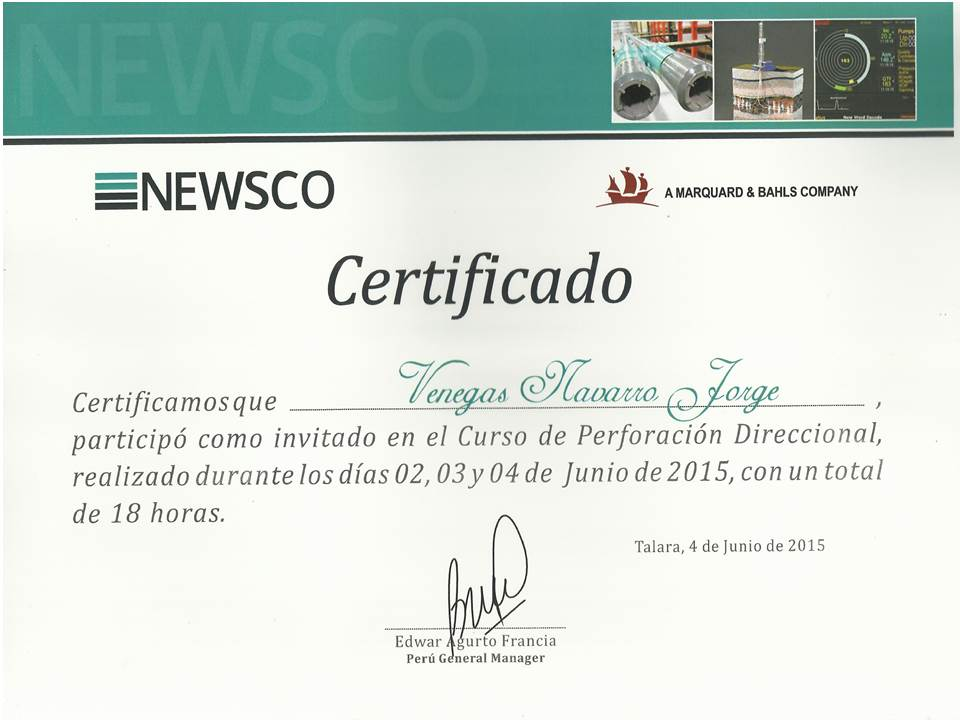 NEWSCO
NEWSCO
A MARQUARD & BAHLS COMPANY
Certificado
Certificamos que Venegas Navarro Jorge ,
participó como invitado en el Curso de Perforación Direccional,
realizado durante los días 02, 03 y 04 de Junio de 2015, con un total
de 18 horas.
Talara, 4 de Junio de 2015
Edwar Agurto Francia
Perú General Manager